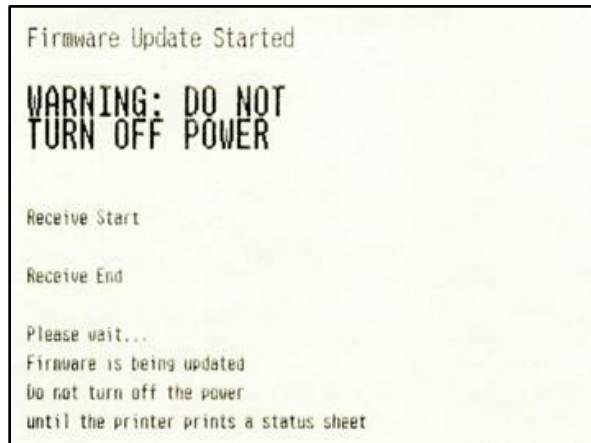 Firmware Update Started
WARNING: DO NOT
TURN OFF POWER
Receive Start
Receive End
Please wait...
Firmware is being updated
Do not turn off the power
until the printer prints a status sheet